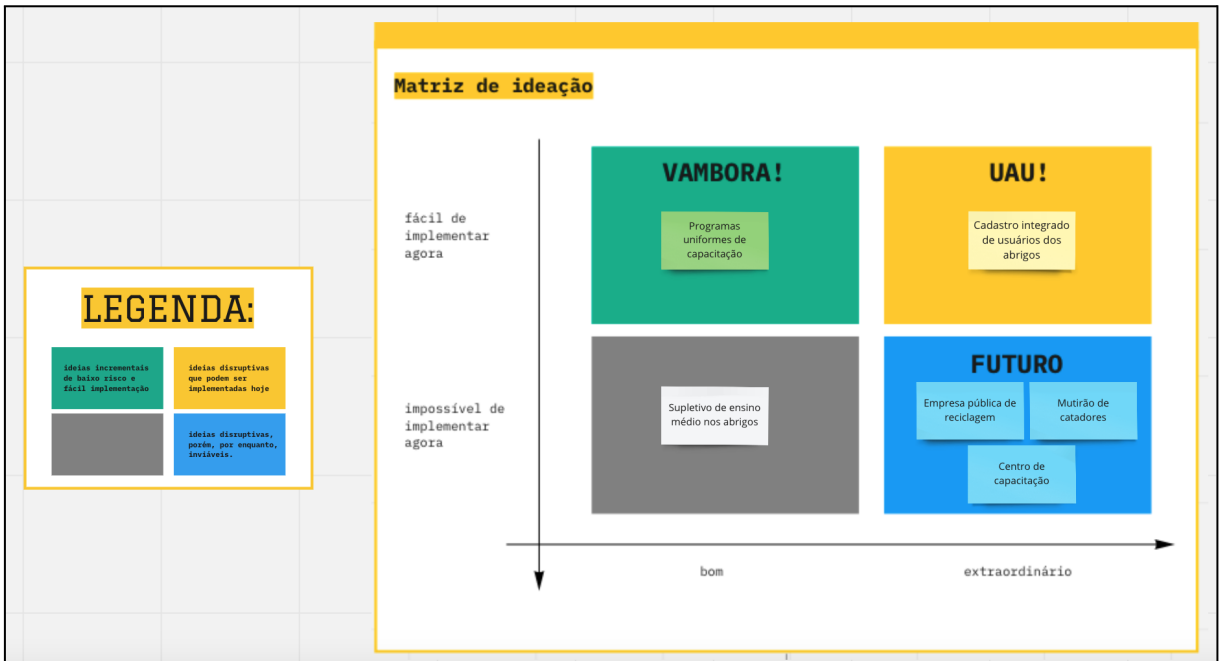 Matriz de ideação
VAMBORA!
UAU!
fácil de
implementar
agora
Programas
uniformes de
capacitação
Cadastro integrado
de usuários dos
abrigos
LEGENDA:
ideias incrementais
de baixo risco e
fácil implementação
ideias disruptivas
que podem ser
implementadas hoje
ideias disruptivas,
porém, por enquanto,
inviáveis.
impossível de
implementar
agora
Supletivo de ensino
médio nos abrigos
FUTURO
Empresa pública de
reciclagem
Mutirão de
catadores
Centro de
capacitação
bom
extraordinário